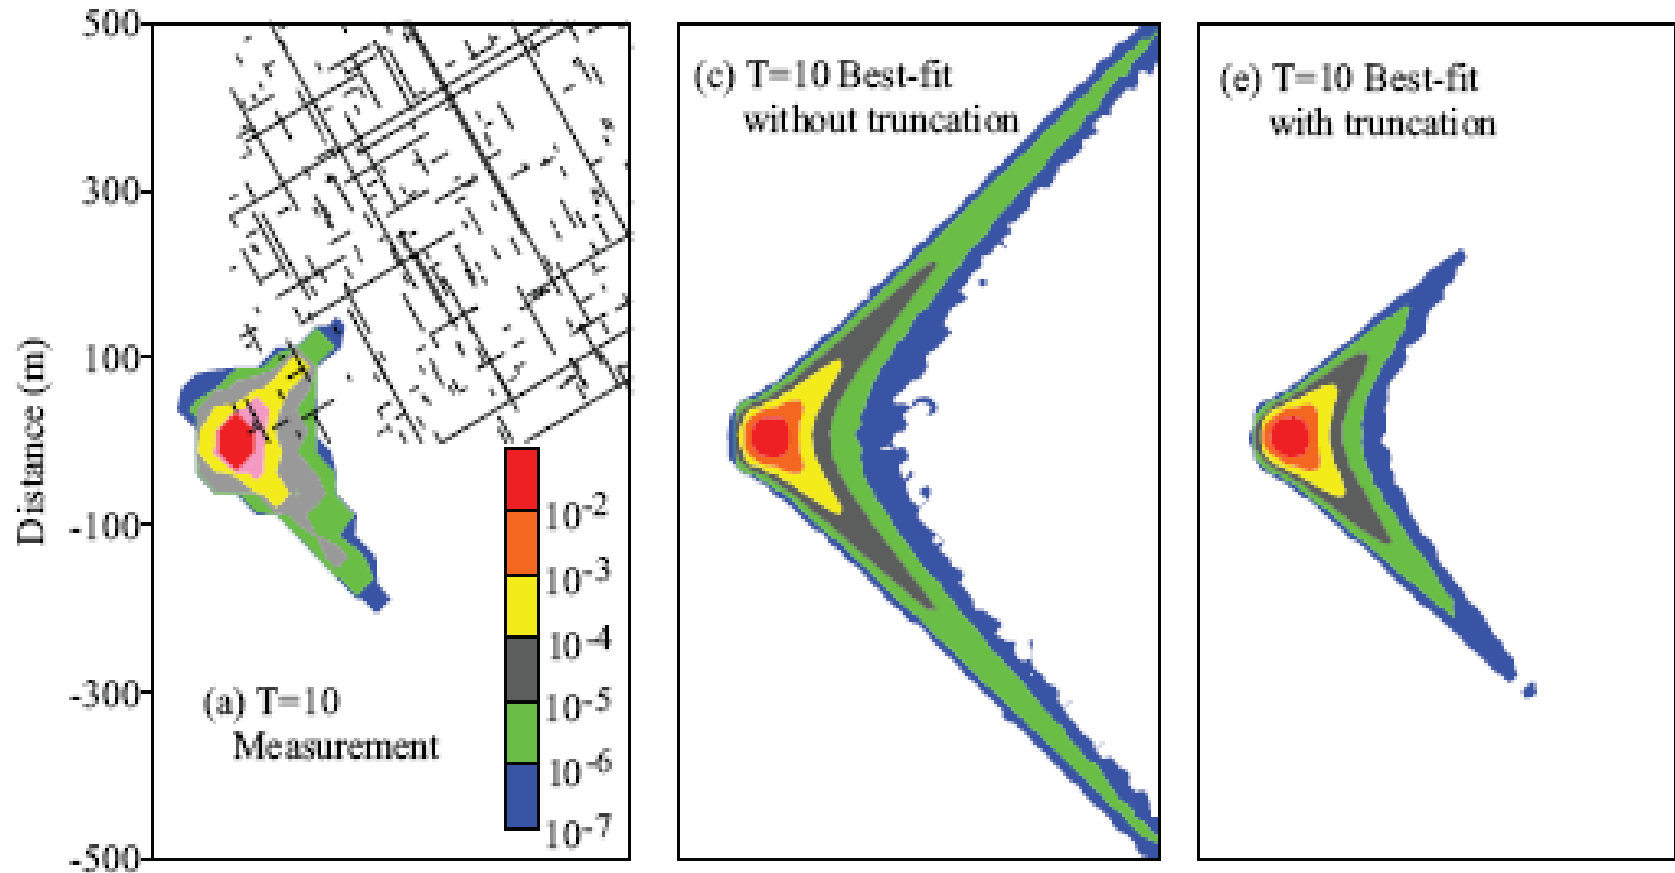 500
300
100
-100
-300
-500
Distance (m)
(a) T=10
Measurement
10-2
10-3
10-4
10-5
10-6
10-7
(c) T=10 Best-fit
without truncation
(e) T=10 Best-fit
with truncation